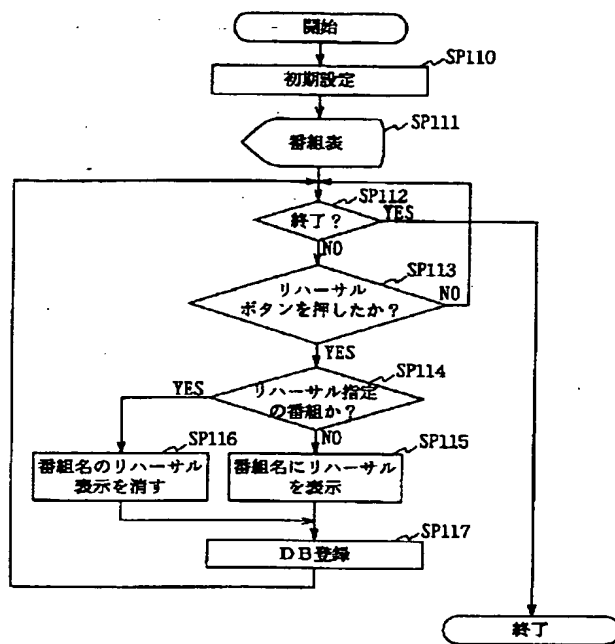 開始
SP110
初期設定
SP111
番組表
SP112
終了?
YES
NO
SP113
リハーサル
ボタンを押したか?
NO
YES
SP114
YES
リハーサル指定
の番組か?
NO
SP116
番組名のリハーサル
表示を消す
SP115
番組名にリハーサル
を表示
SP117
DB登録
終了